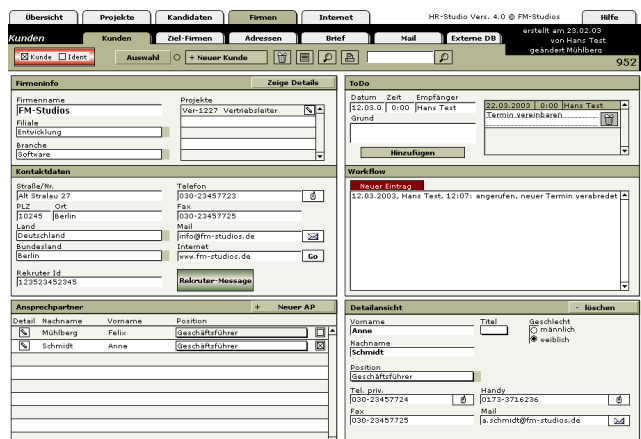 Übersicht Projekte Kandidaten Firmen Internet HR-Studio Vers. 4.0 @ FM-Studios Hilfe
Kunden Kunden Ziel-Firmen Adressen Brief Mail Externe DB erstellt am 23.02.03
von Hans Test
geändert Mühlberg
Kunde Ident Auswahl + Neuer Kunde 952
Firmeninfo Zeige Details
Firmenname Projekte
FM-Studios Ver-1227 Vertriebsleiter
Filiale
Entwicklung
Branche
Software
ToDo
Datum Zeit Empfänger
12.03.0 0:00 Hans Test 22.03.2003 0:00 Hans Test
Grund Termin vereinbaren
Hinzufügen
Kontaktdaten
Straße/Nr. Telefon
Alt Stralau 27 030-23457723
PLZ Ort Fax
10245 Berlin 030-23457725
Land Mail
Deutschland info@fm-studios.de
Bundesland Internet
Berlin www.fm-studios.de Go
Rekruter Id
123523452345 Rekruter-Message
Workflow
Neuer Eintrag
12.03.2003, Hans Test, 12:07: angerufen, neuer Termin verabredet
Ansprechpartner + Neuer AP
Detail Nachname Vorname Position
Mühlberg Felix Geschäftsführer
Schmidt Anne Geschäftsführer
Detailansicht - löschen
Vorname Titel Geschlecht
Anne männlich
weiblich
Nachname
Schmidt
Position
Geschäftsführer
Tel. priv. Handy
030-23457724 0173-3716236
Fax Mail
030-23457725 a.schmidt@fm-studios.de